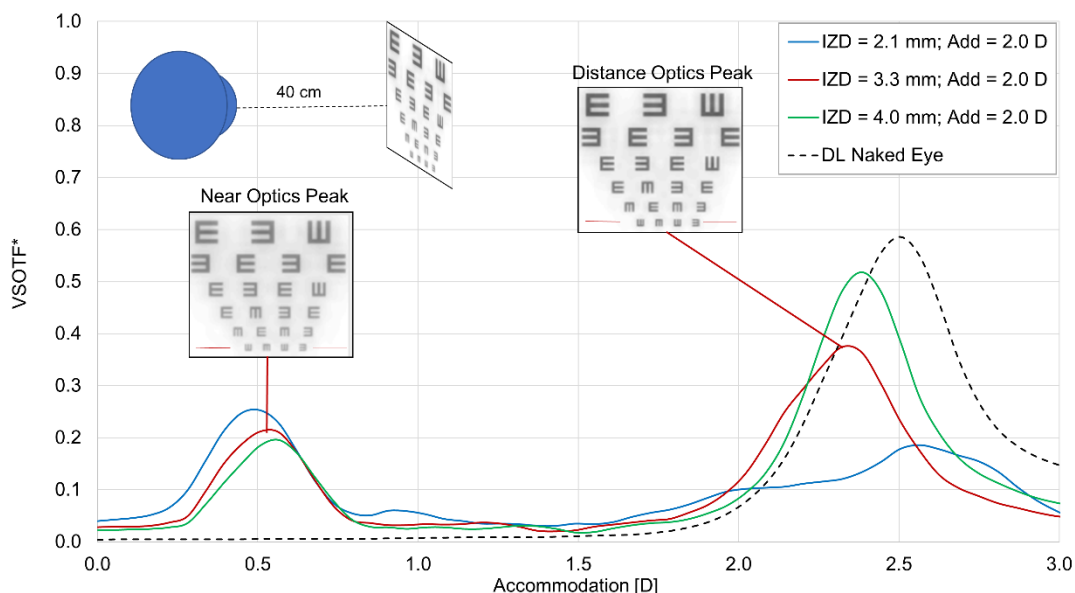 1.0
0.9
0.8
0.7
0.6
0.5
0.4
0.3
0.2
0.1
0.0
VSOTF*
0.0
0.5
1.0
1.5
2.0
2.5
3.0
Accommodation [D]
40 cm
Near Optics Peak
E Ǝ Ш
Ǝ E Ǝ E
E Ǝ E Ш
E m Ǝ E
m E m Ǝ
Ш m Ш Ǝ
Distance Optics Peak
E Ǝ Ш
Ǝ E Ǝ E
E Ǝ E Ш
E m Ǝ E
m E m Ǝ
Ш m Ш Ǝ
IZD = 2.1 mm; Add = 2.0 D
IZD = 3.3 mm; Add = 2.0 D
IZD = 4.0 mm; Add = 2.0 D
DL Naked Eye